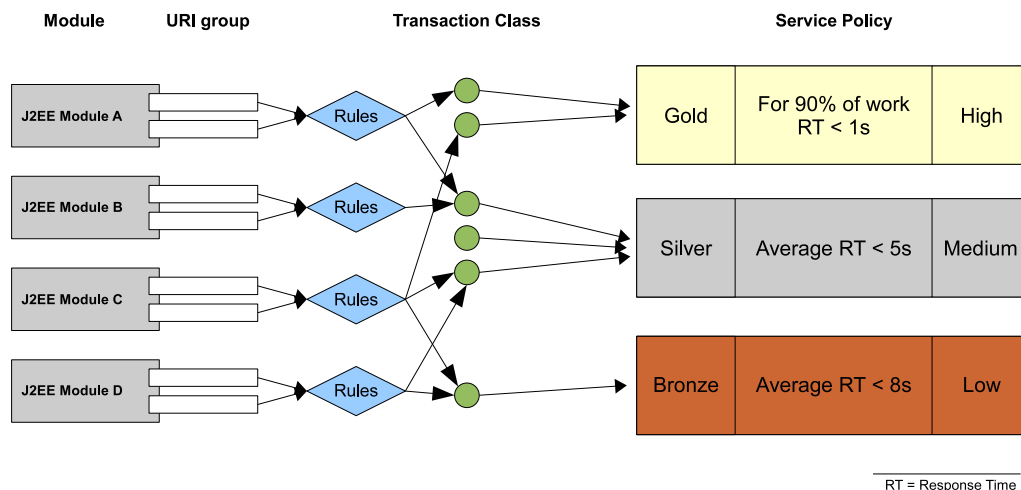 Module URI group Transaction Class Service Policy
J2EE Module A
Rules
Gold
For 90% of work
RT < 1s
High
J2EE Module B
Rules
Silver
Average RT < 5s
Medium
J2EE Module C
Rules
J2EE Module D
Rules
Bronze
Average RT < 8s
Low
RT = Response Time